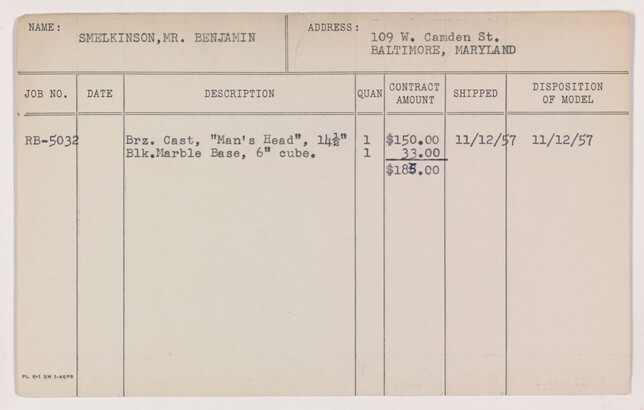 NAME:
SMELKINSON,MR. BENJAMIN
ADDRESS:
109 W. Camden St.
BALTIMORE, MARYLAND
JOB NO. DATE DESCRIPTION QUAN CONTRACT AMOUNT SHIPPED DISPOSITION OF MODEL
RB-5032 Brz. Cast, "Man's Head", 14½" 1 $150.00 11/12/57 11/12/57
Blk.Marble Base, 6" cube. 1 33.00